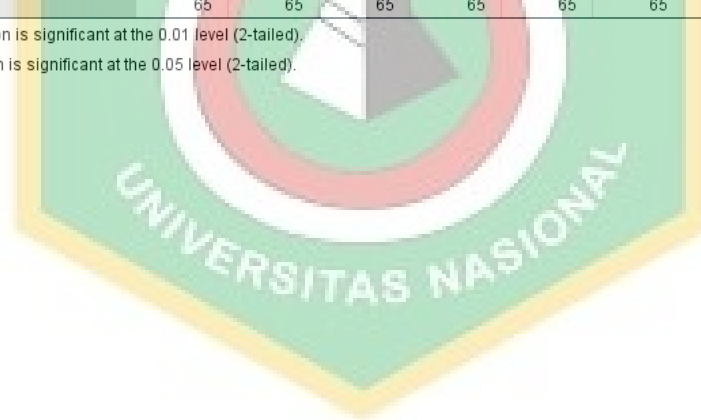 65 65 65 65 65 65
n is significant at the 0.01 level (2-tailed).
is significant at the 0.05 level (2-tailed).
UNIVERSITAS NASIONAL